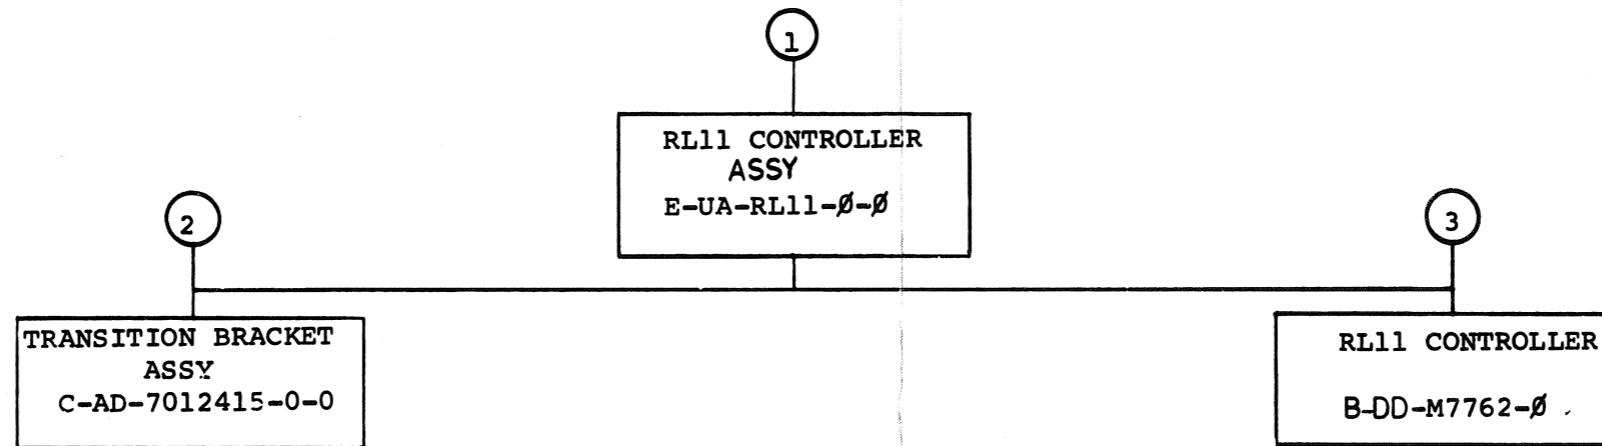 1
RL11 CONTROLLER
ASSY
E-UA-RL11-Ø-Ø
2
3
TRANSITION BRACKET
ASSY
C-AD-7012415-0-0
RL11 CONTROLLER
B-DD-M7762-Ø